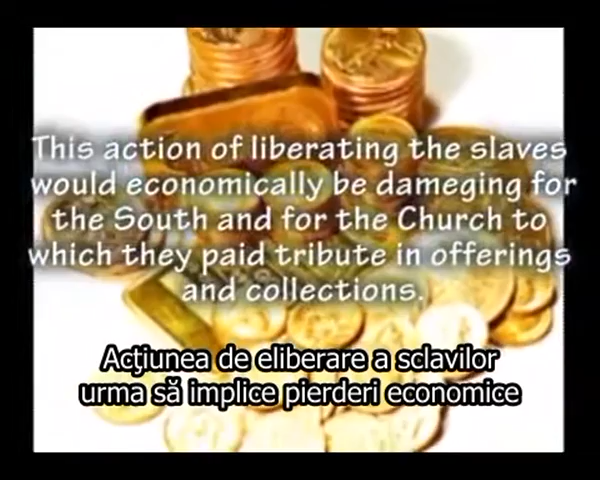 This action of liberating the slaves
would economically be dameging for
the South and for the Church to
which they paid tribute in offerings
and collections.
Acţiunea de eliberare a sclavilor
urma să implice pierderi economice